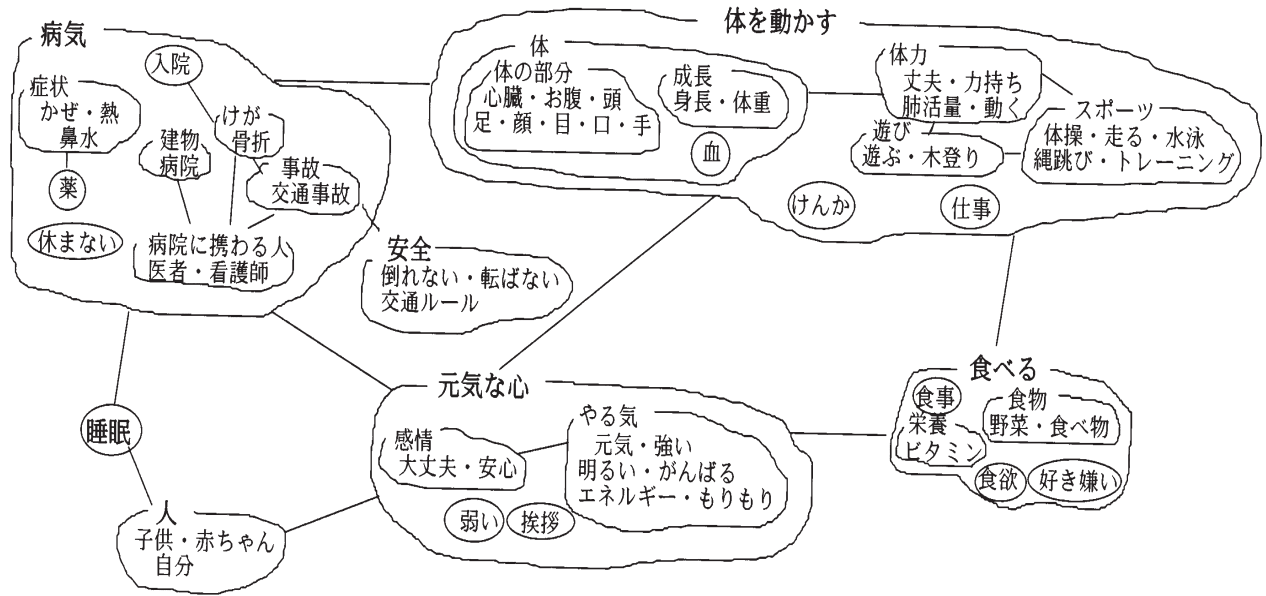 病気
入院
症状
かぜ・熱
鼻水
薬
休まない
建物
病院
けが
骨折
事故
交通事故
病院に携わる人
医者・看護師
安全
倒れない・転ばない
交通ルール
体を動かす
体
体の部分
心臓・お腹・頭
足・顔・目・口・手
成長
身長・体重
血
体力
丈夫・力持ち
肺活量・動く
遊び
遊ぶ・木登り
スポーツ
体操・走る・水泳
縄跳び・トレーニング
けんか
仕事
元気な心
感情
大丈夫・安心
やる気
元気・強い
明るい・がんばる
エネルギー・もりもり
弱い
挨拶
食べる
食事
栄養
ビタミン
食物
野菜・食べ物
食欲
好き嫌い
睡眠
人
子供・赤ちゃん
自分